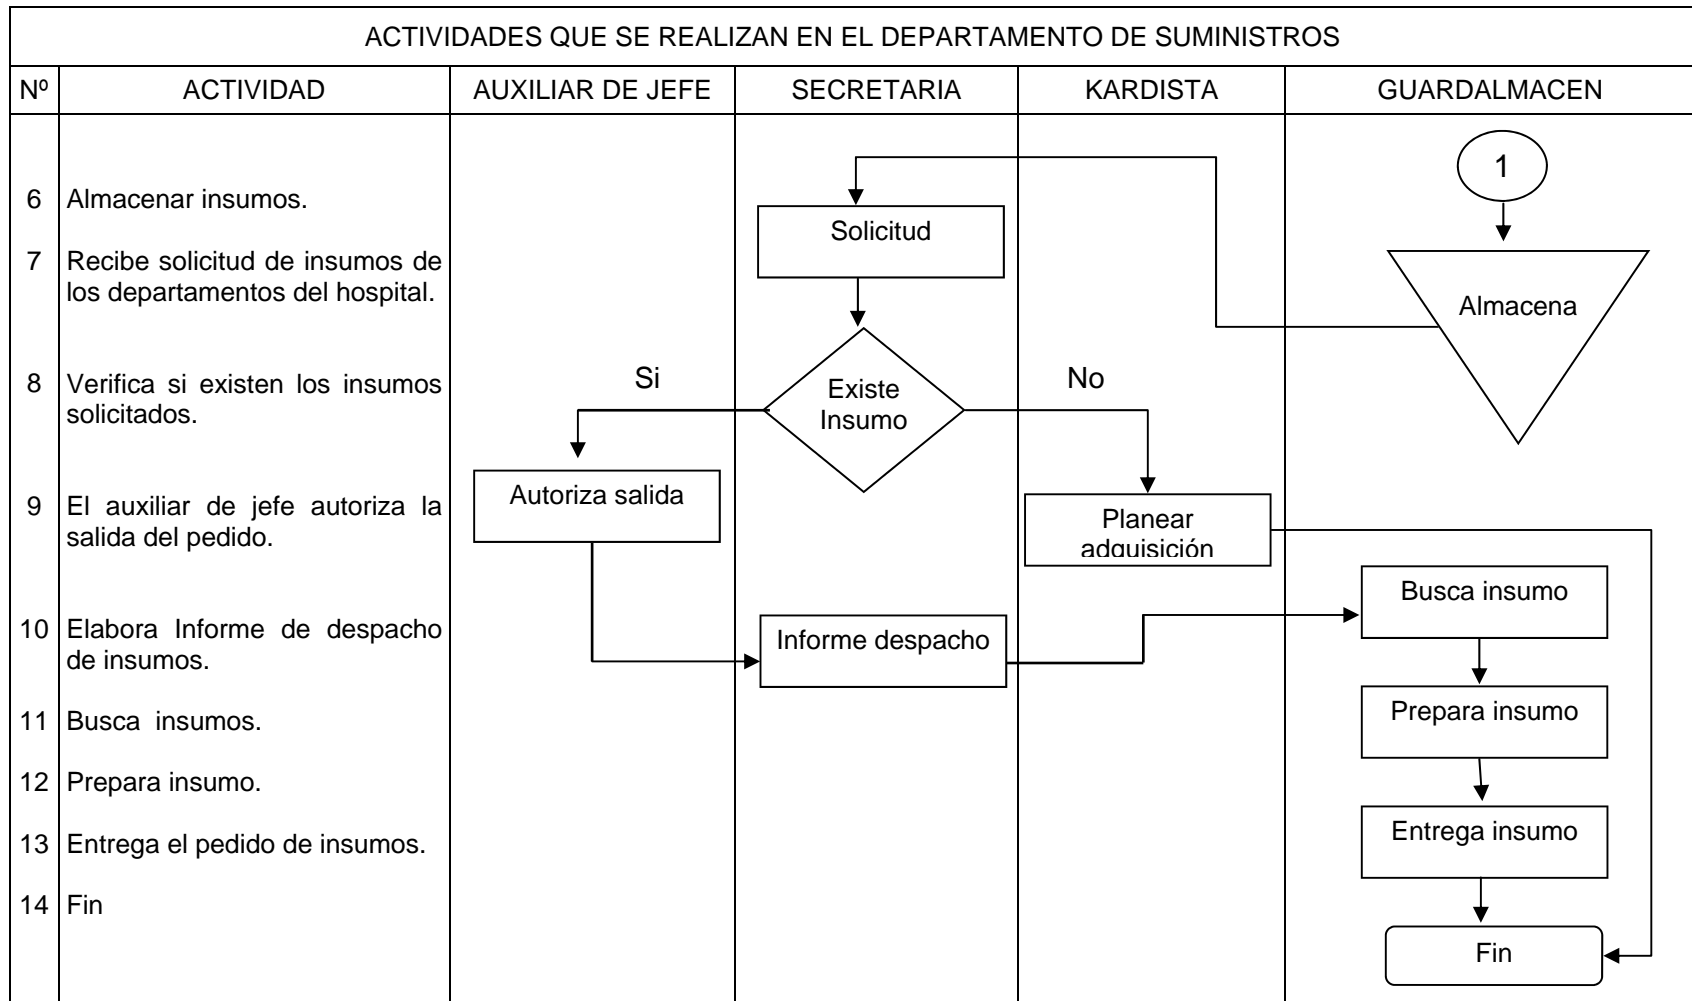 ACTIVIDADES QUE SE REALIZAN EN EL DEPARTAMENTO DE SUMINISTROS
Nº ACTIVIDAD AUXILIAR DE JEFE SECRETARIA KARDISTA GUARDALMACEN
6 Almacenar insumos.
7 Recibe solicitud de insumos de
los departamentos del hospital.
8 Verifica si existen los insumos
solicitados.
9 El auxiliar de jefe autoriza la
salida del pedido.
10 Elabora Informe de despacho
de insumos.
11 Busca insumos.
12 Prepara insumo.
13 Entrega el pedido de insumos.
14 Fin
1
Almacena
Solicitud
Existe
Insumo
Si
No
Autoriza salida
Planear
adquisición
Informe despacho
Busca insumo
Prepara insumo
Entrega insumo
Fin